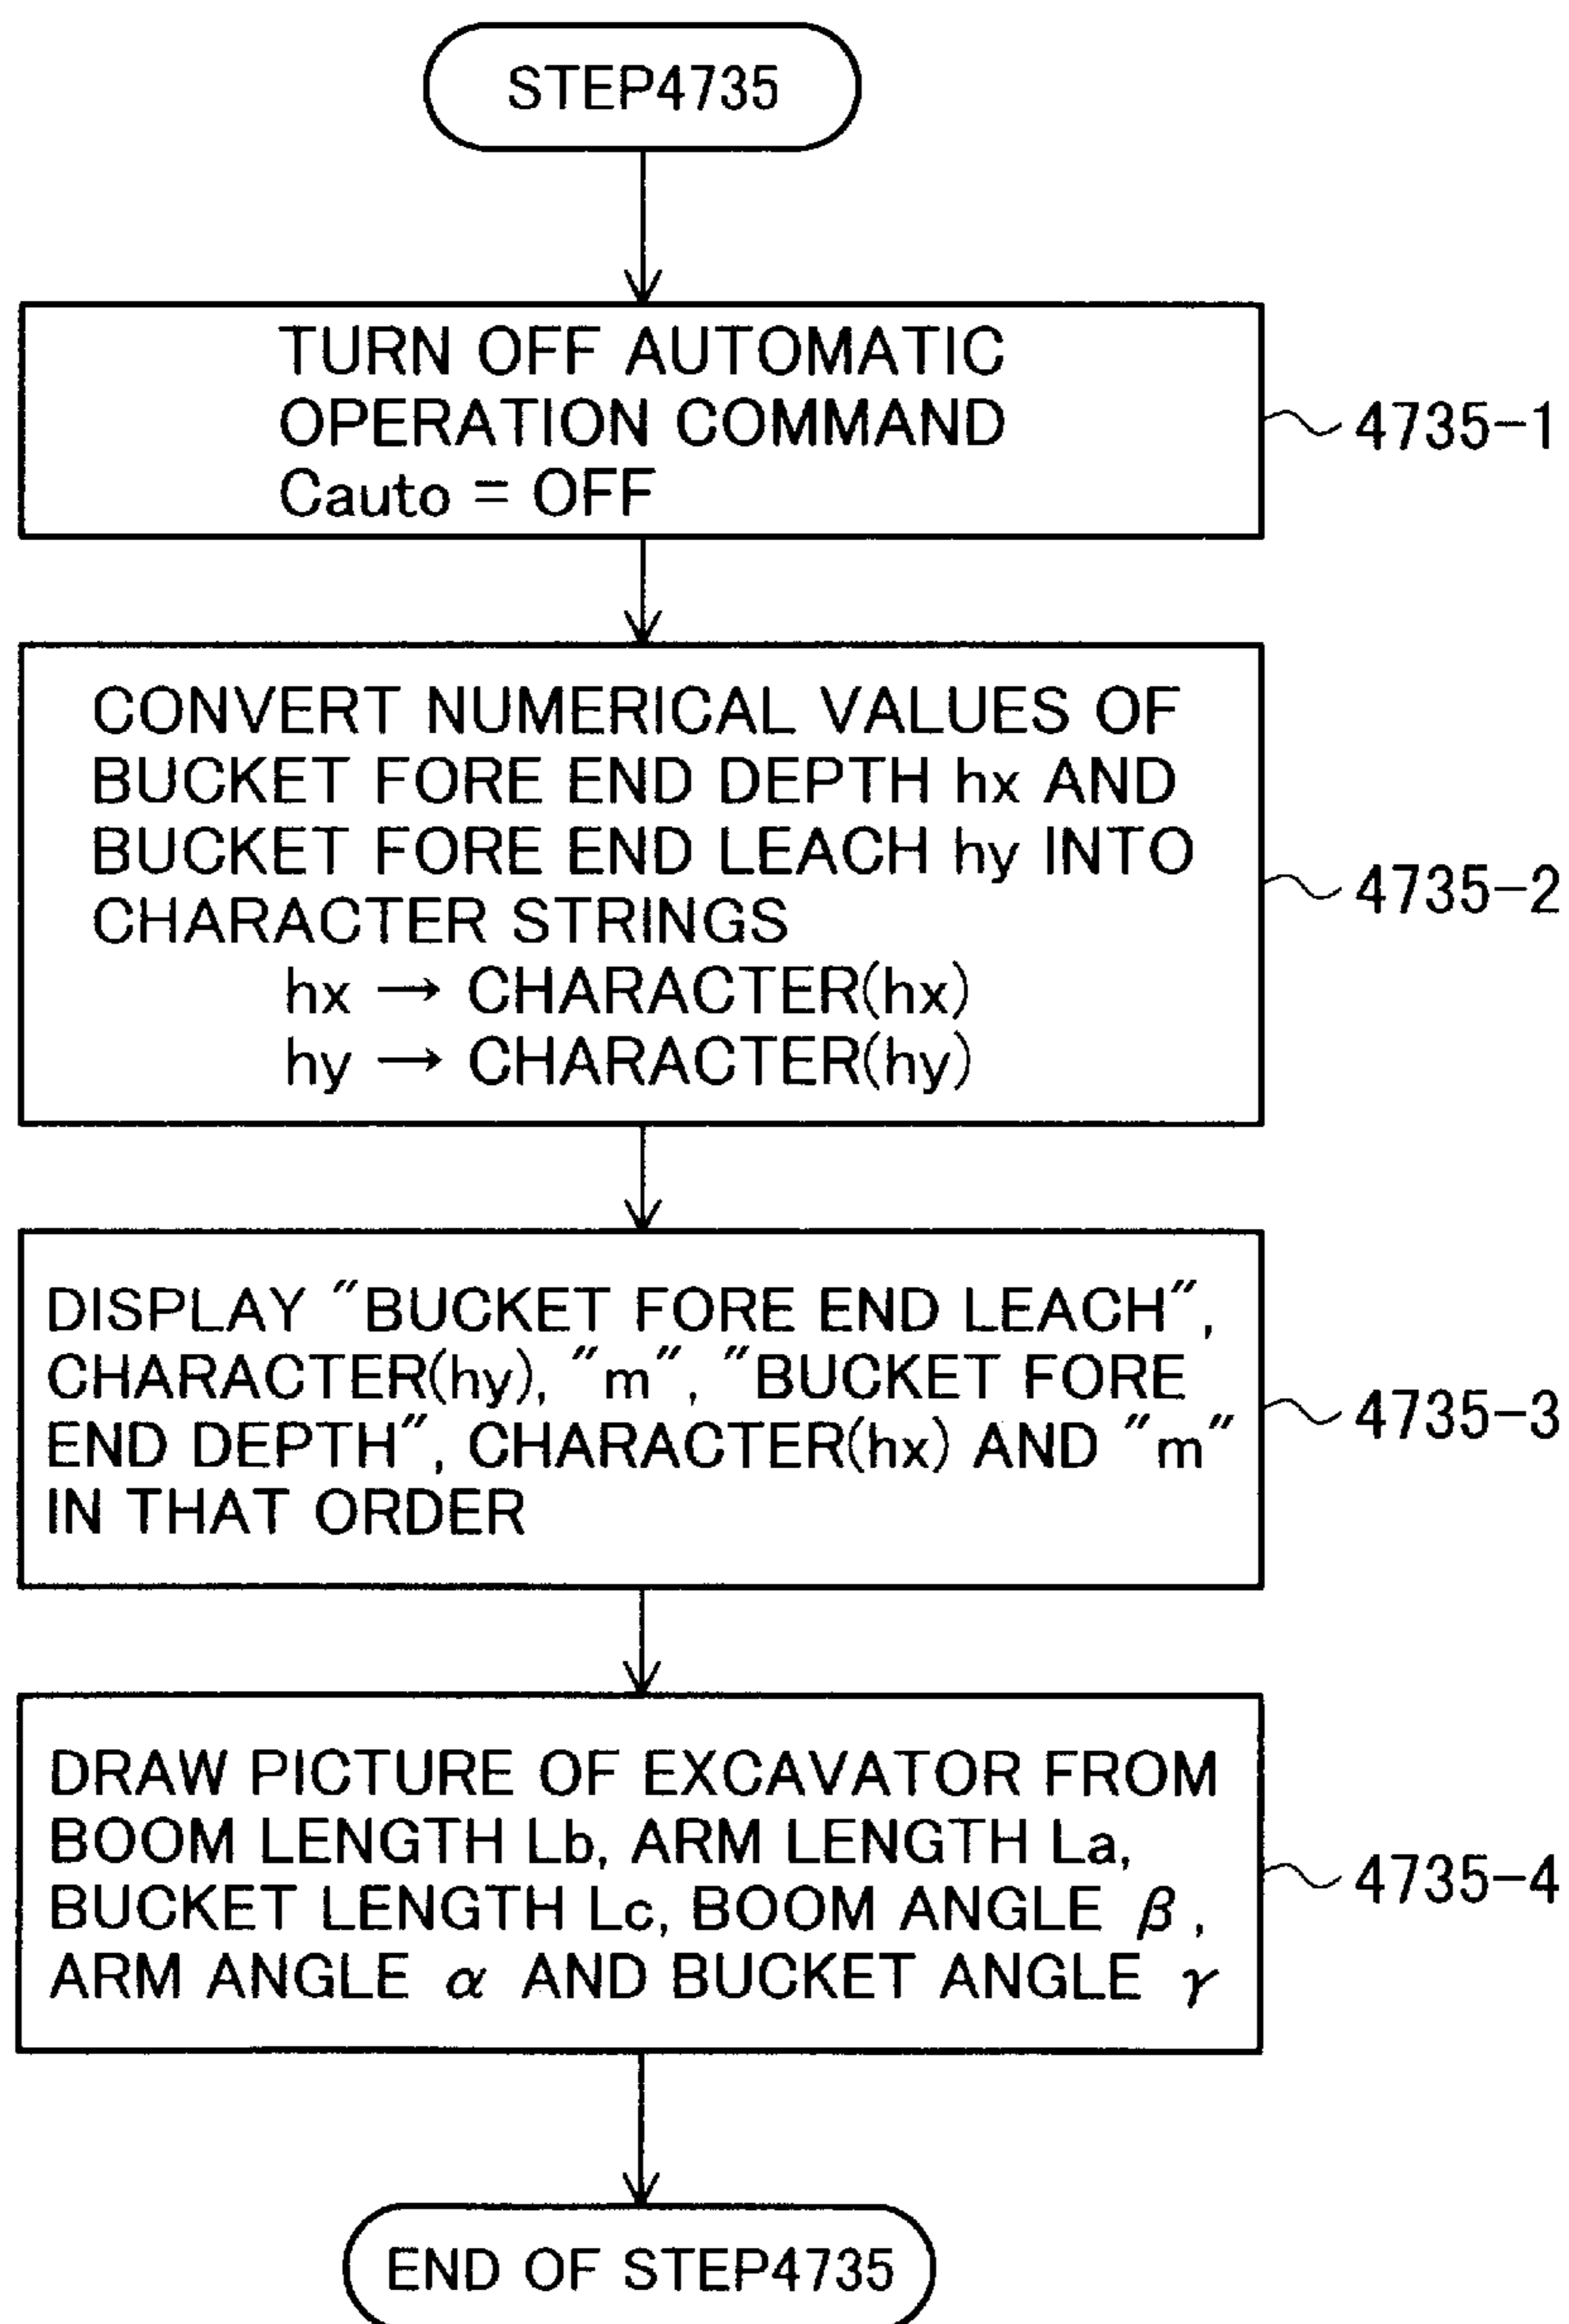 STEP4735
TURN OFF AUTOMATIC
OPERATION COMMAND
Cauto = OFF
4735-1
CONVERT NUMERICAL VALUES OF
BUCKET FORE END DEPTH hx AND
BUCKET FORE END LEACH hy INTO
CHARACTER STRINGS
hx → CHARACTER(hx)
hy → CHARACTER(hy)
4735-2
DISPLAY "BUCKET FORE END LEACH",
CHARACTER(hy), "m", "BUCKET FORE
END DEPTH", CHARACTER(hx) AND "m"
IN THAT ORDER
4735-3
DRAW PICTURE OF EXCAVATOR FROM
BOOM LENGTH Lb, ARM LENGTH La,
BUCKET LENGTH Lc, BOOM ANGLE β,
ARM ANGLE α AND BUCKET ANGLE γ
4735-4
END OF STEP4735